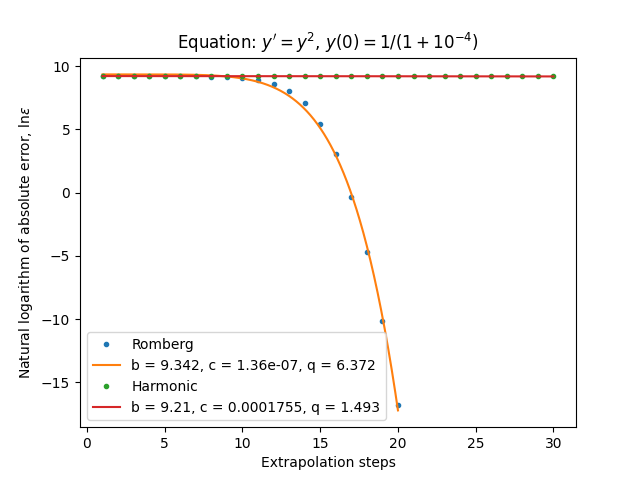 Equation: y′ = y², y(0) = 1/(1 + 10⁻⁴)
Natural logarithm of absolute error, lnε
10
5
0
−5
−10
−15
Romberg
b = 9.342, c = 1.36e-07, q = 6.372
Harmonic
b = 9.21, c = 0.0001755, q = 1.493
0 5 10 15 20 25 30
Extrapolation steps